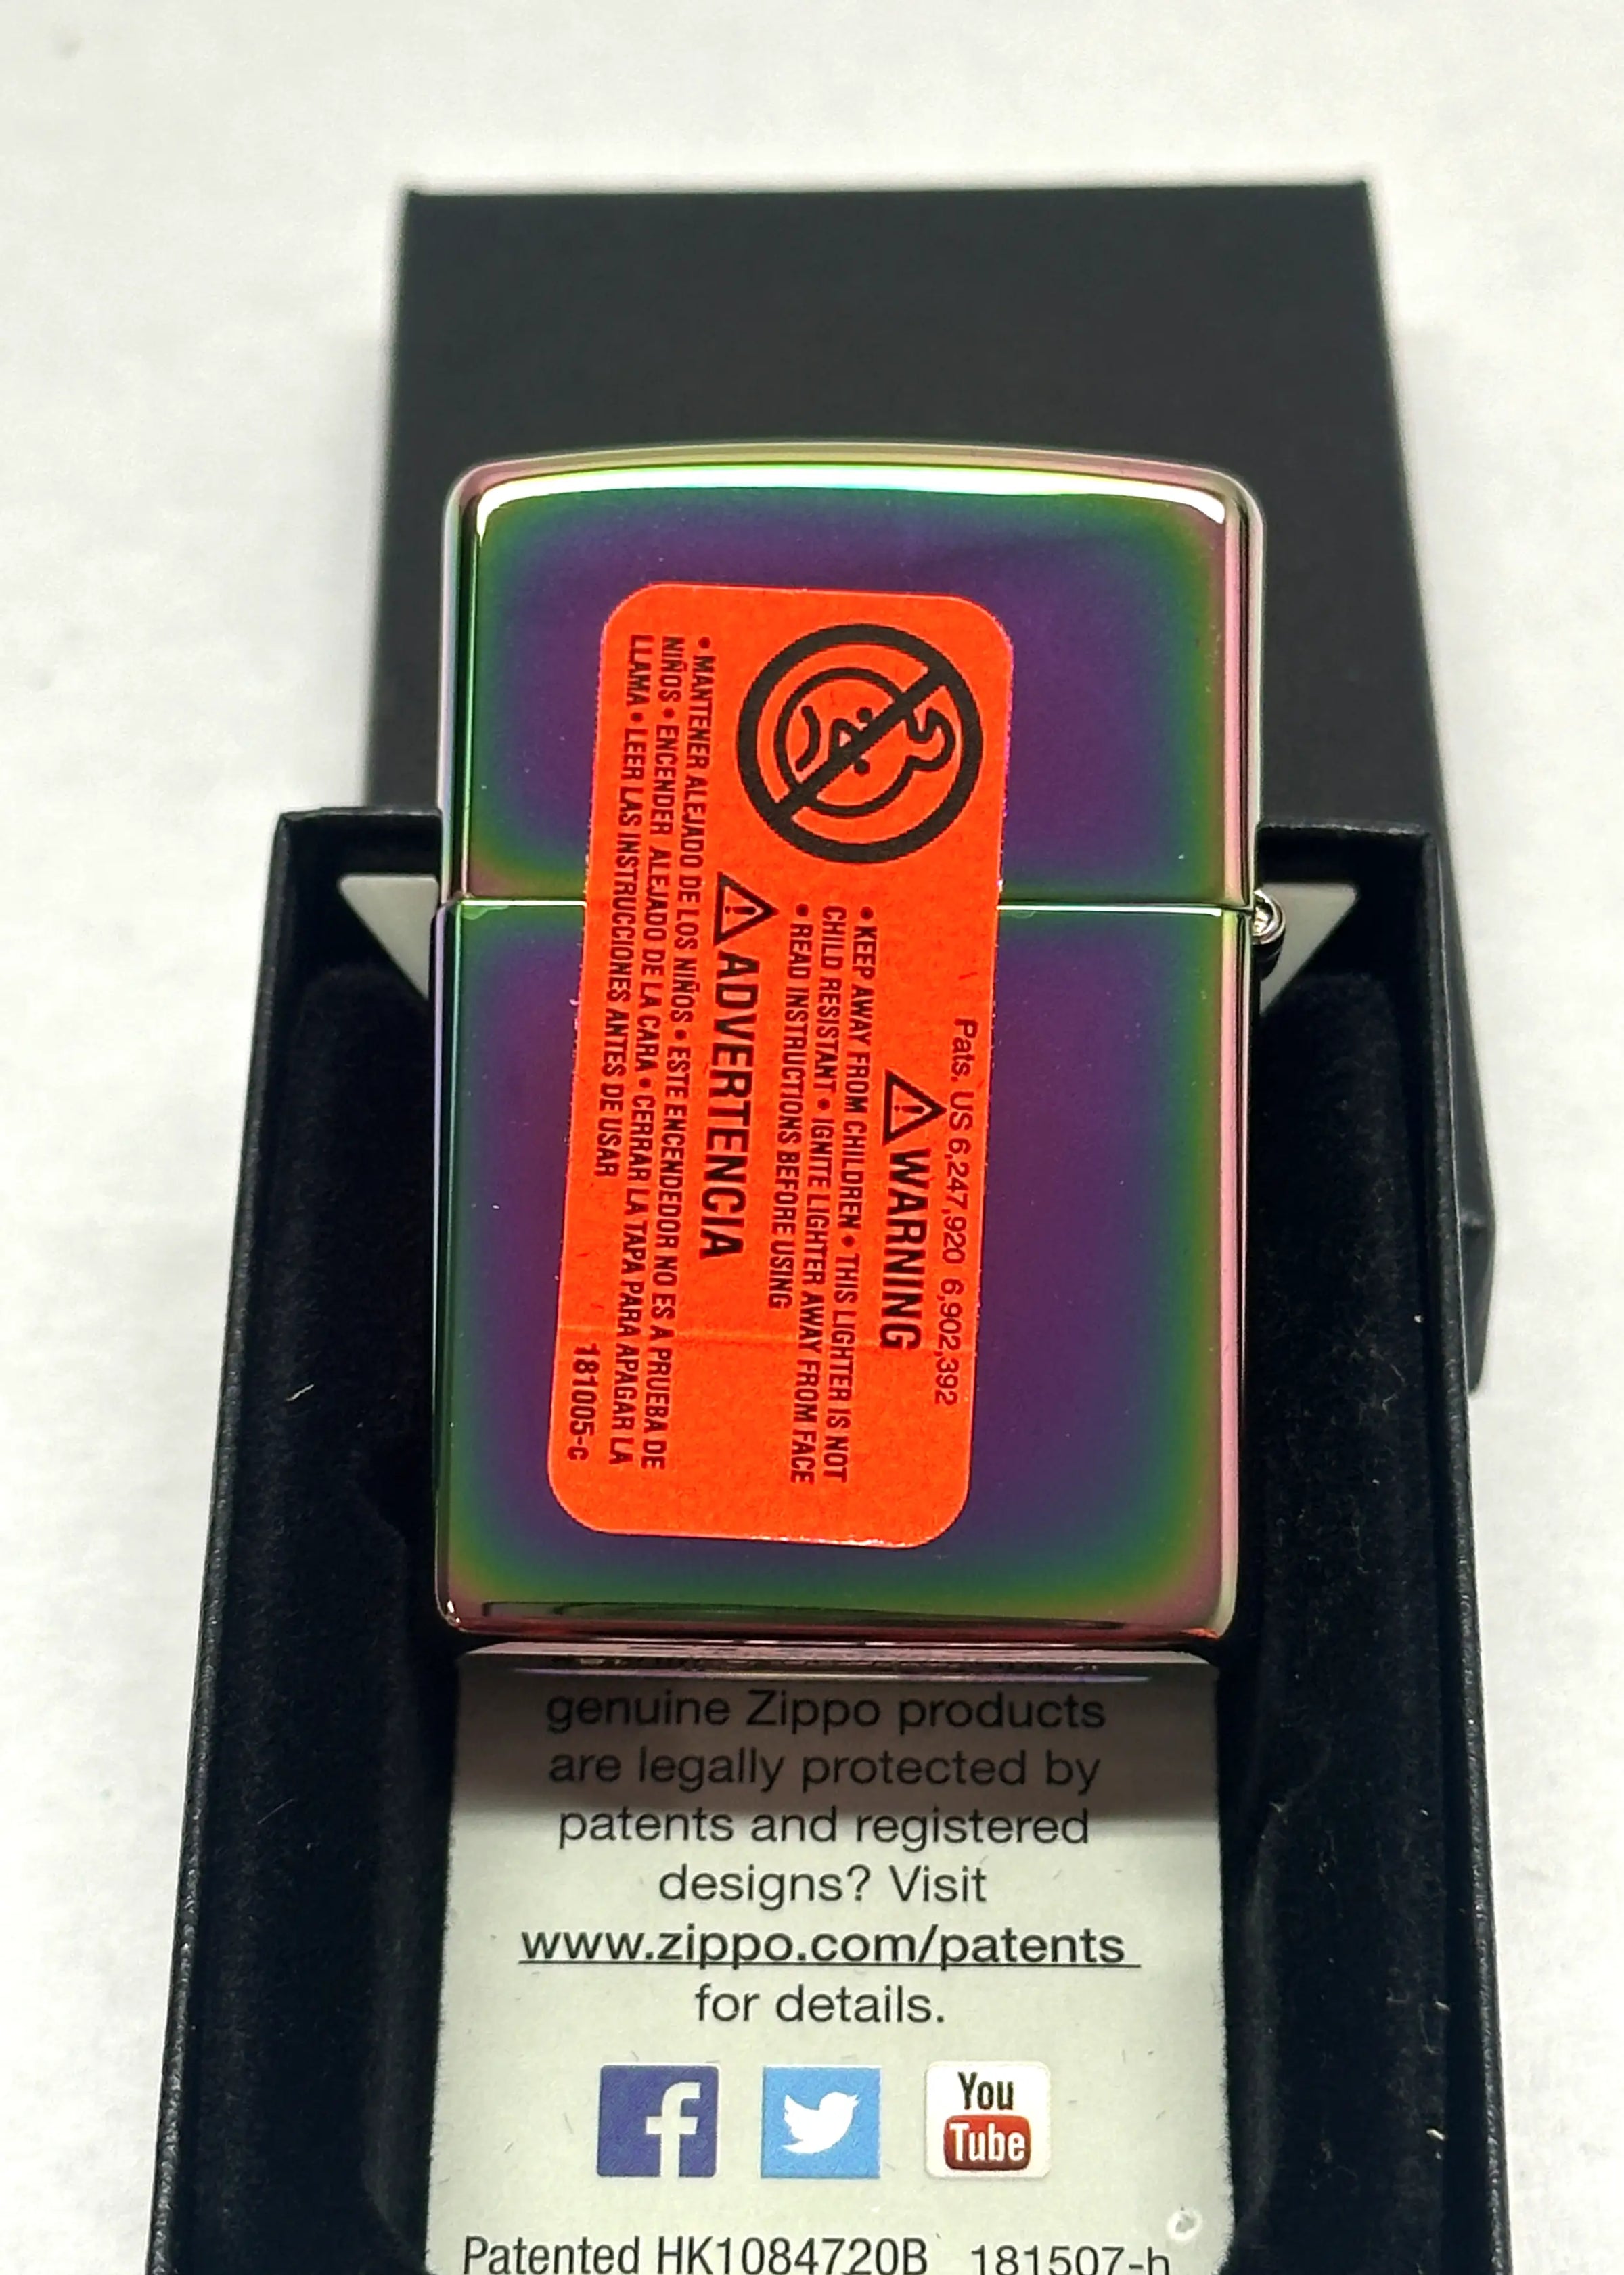 Pats. US 6,247,920 6,902,392
WARNING
• KEEP AWAY FROM CHILDREN • THIS LIGHTER IS NOT
CHILD RESISTANT • IGNITE LIGHTER AWAY FROM FACE
• READ INSTRUCTIONS BEFORE USING
ADVERTENCIA
• MANTENER ALEJADO DE LOS NIÑOS • ESTE ENCENDEDOR NO ES A PRUEBA DE
NIÑOS • ENCENDER ALEJADO DE LA CARA • CERRAR LA TAPA PARA APAGAR LA
LLAMA • LEER LAS INSTRUCCIONES ANTES DE USAR
181005-c
genuine Zippo products
are legally protected by
patents and registered
designs? Visit
www.zippo.com/patents
for details.
f
You
Tube
Patented HK1084720B 181507-h